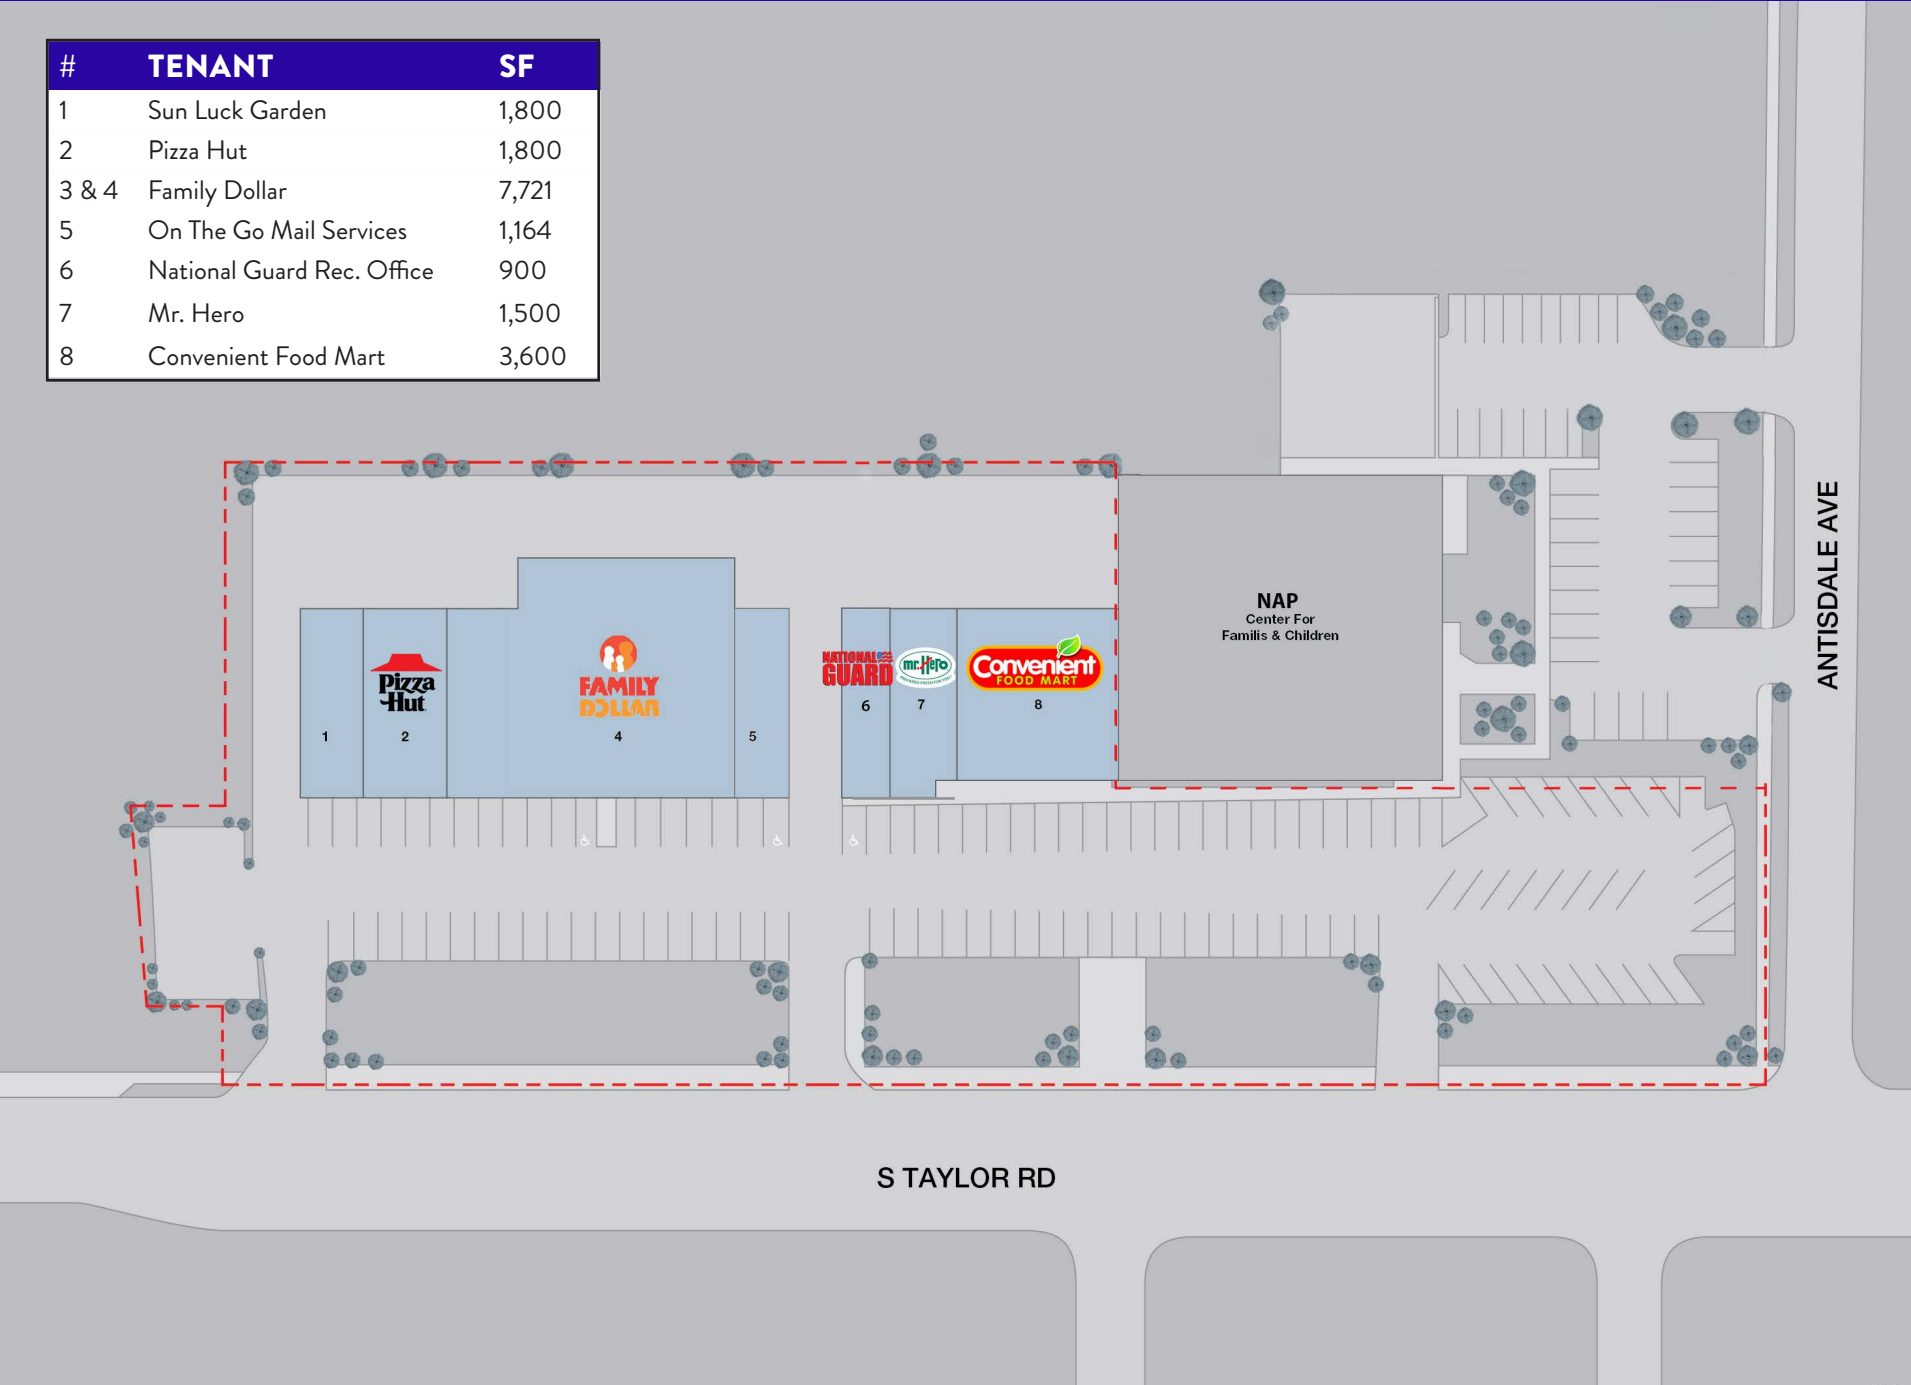 # TENANT SF
1 Sun Luck Garden 1,800
2 Pizza Hut 1,800
3 & 4 Family Dollar 7,721
5 On The Go Mail Services 1,164
6 National Guard Rec. Office 900
7 Mr. Hero 1,500
8 Convenient Food Mart 3,600
ANTISDALE AVE
NAP
Center For
Familis & Children
Pizza
Hut
FAMILY
DOLLAR
NATIONAL
GUARD
mr.Hero
Convenient
FOOD MART
1
2
4
5
6
7
8
S TAYLOR RD